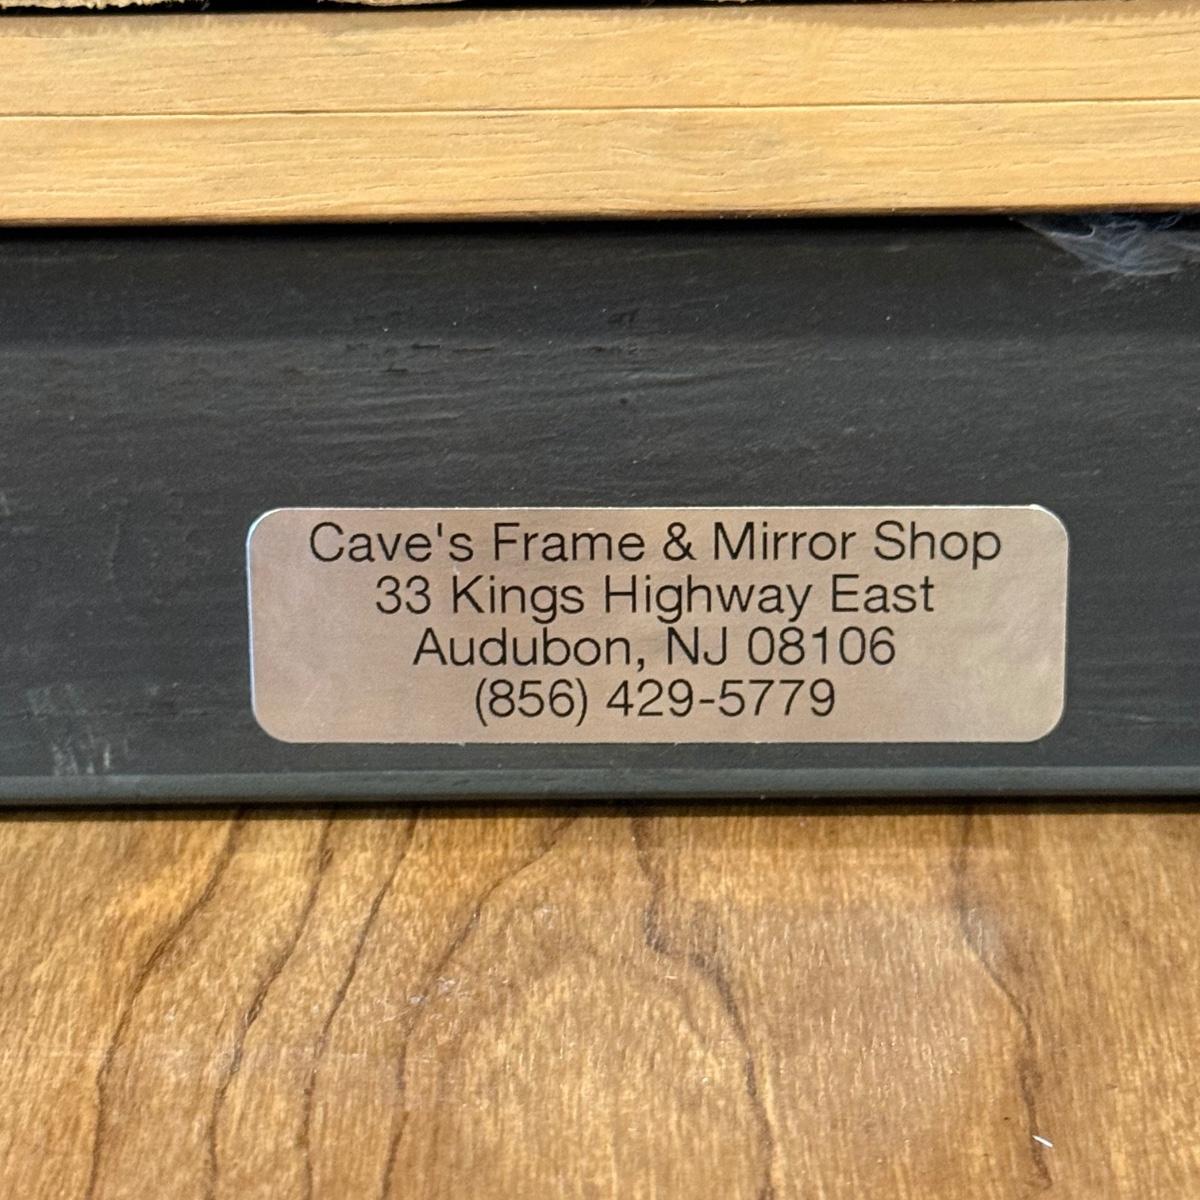 Cave's Frame & Mirror Shop
33 Kings Highway East
Audubon, NJ 08106
(856) 429-5779